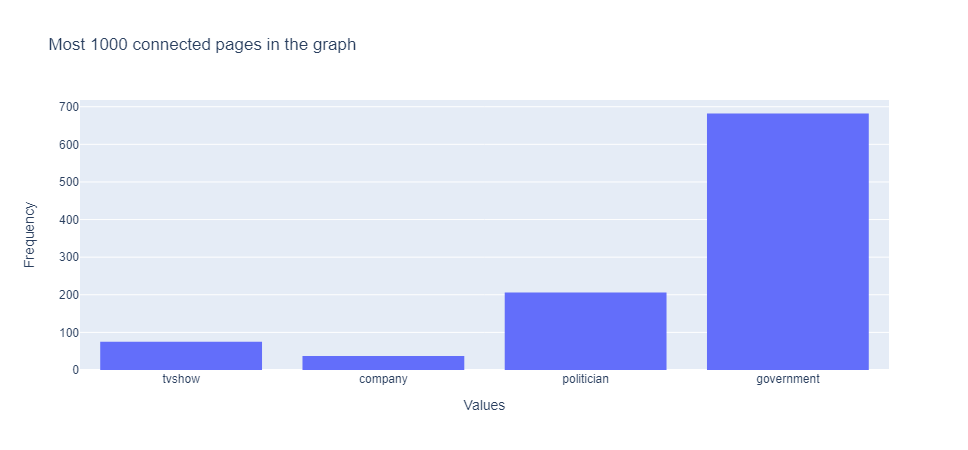 Most 1000 connected pages in the graph
700
600
500
400
300
200
100
0
Frequency
tvshow
company
politician
government
Values